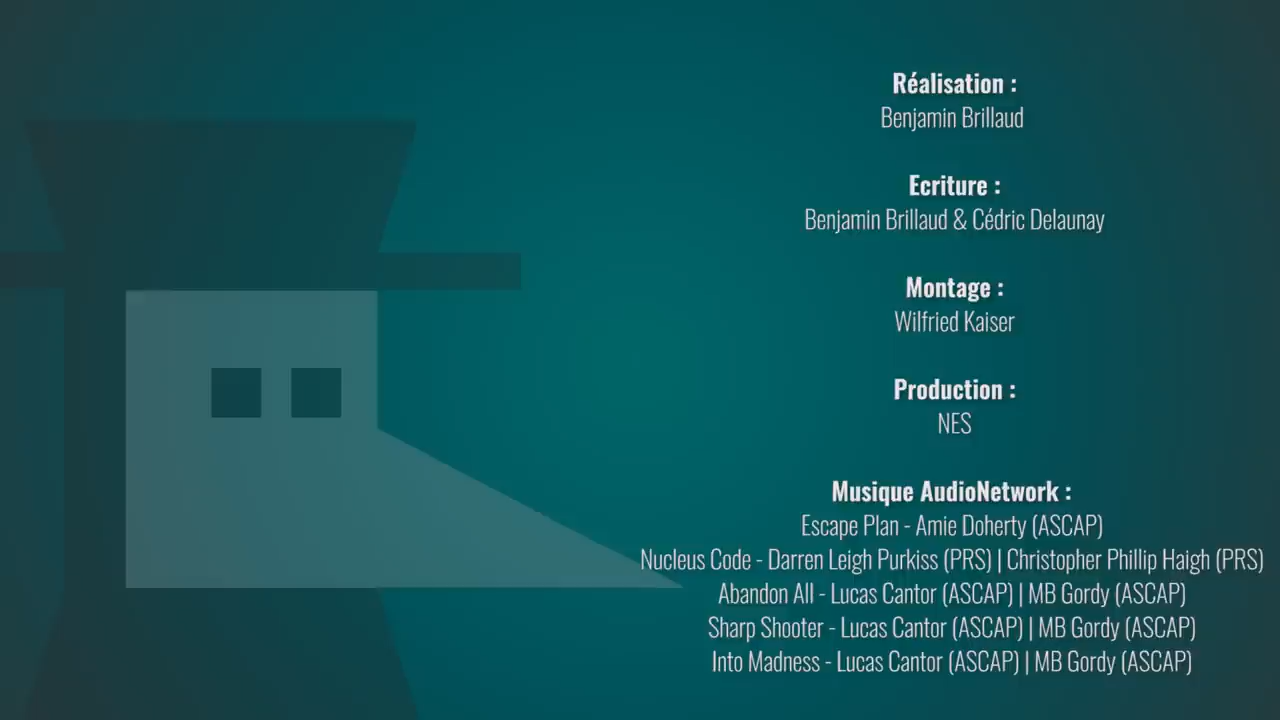 Réalisation :
Benjamin Brillaud
Ecriture :
Benjamin Brillaud & Cédric Delaunay
Montage :
Wilfried Kaiser
Production :
NES
Musique AudioNetwork :
Escape Plan - Amie Doherty (ASCAP)
Nucleus Code - Darren Leigh Purkiss (PRS) | Christopher Phillip Haigh (PRS)
Abandon All - Lucas Cantor (ASCAP) | MB Gordy (ASCAP)
Sharp Shooter - Lucas Cantor (ASCAP) | MB Gordy (ASCAP)
Into Madness - Lucas Cantor (ASCAP) | MB Gordy (ASCAP)